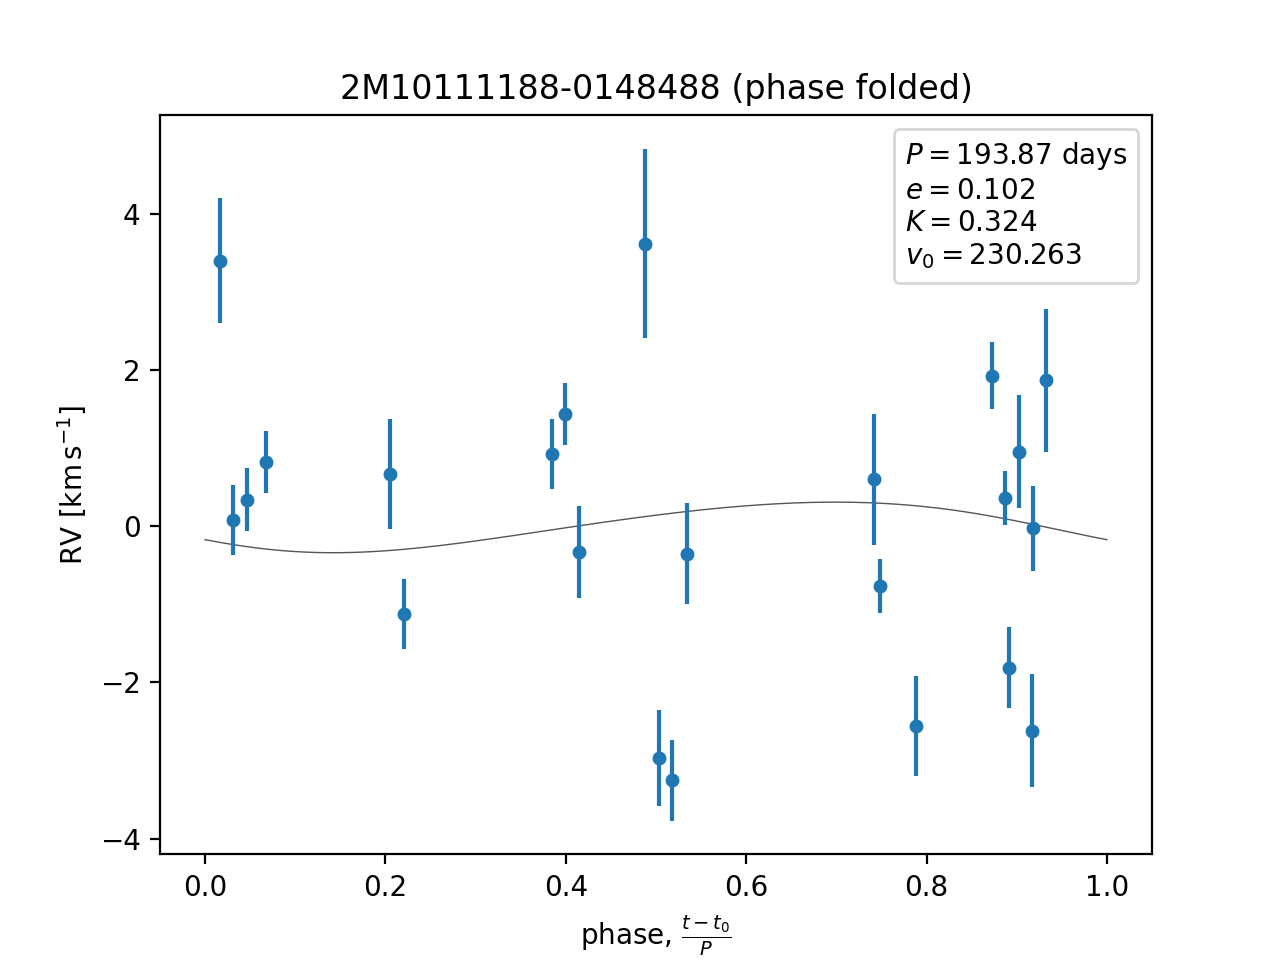 2M10111188-0148488 (phase folded)
P = 193.87 days
e = 0.102
K = 0.324
v₀ = 230.263
RV [km s⁻¹]
4
2
0
−2
−4
0.0 0.2 0.4 0.6 0.8 1.0
phase, (t − t₀)/P